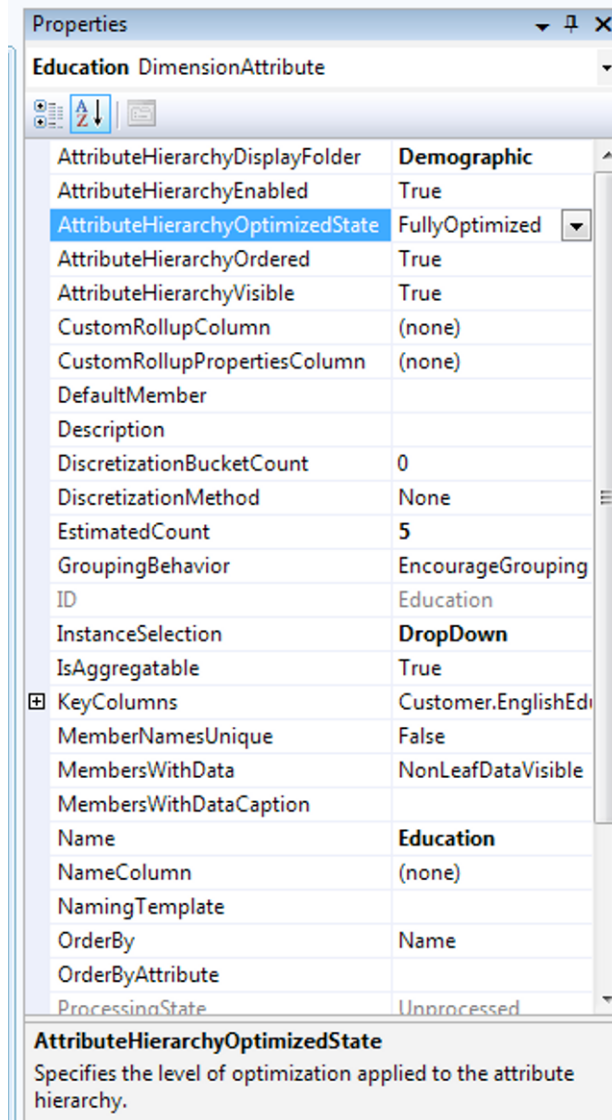 Properties
Education DimensionAttribute
AttributeHierarchyDisplayFolder Demographic
AttributeHierarchyEnabled True
AttributeHierarchyOptimizedState FullyOptimized
AttributeHierarchyOrdered True
AttributeHierarchyVisible True
CustomRollupColumn (none)
CustomRollupPropertiesColumn (none)
DefaultMember
Description
DiscretizationBucketCount 0
DiscretizationMethod None
EstimatedCount 5
GroupingBehavior EncourageGrouping
ID Education
InstanceSelection DropDown
IsAggregatable True
KeyColumns Customer.EnglishEdu
MemberNamesUnique False
MembersWithData NonLeafDataVisible
MembersWithDataCaption
Name Education
NameColumn (none)
NamingTemplate
OrderBy Name
OrderByAttribute
ProcessingState Unprocessed
AttributeHierarchyOptimizedState
Specifies the level of optimization applied to the attribute
hierarchy.